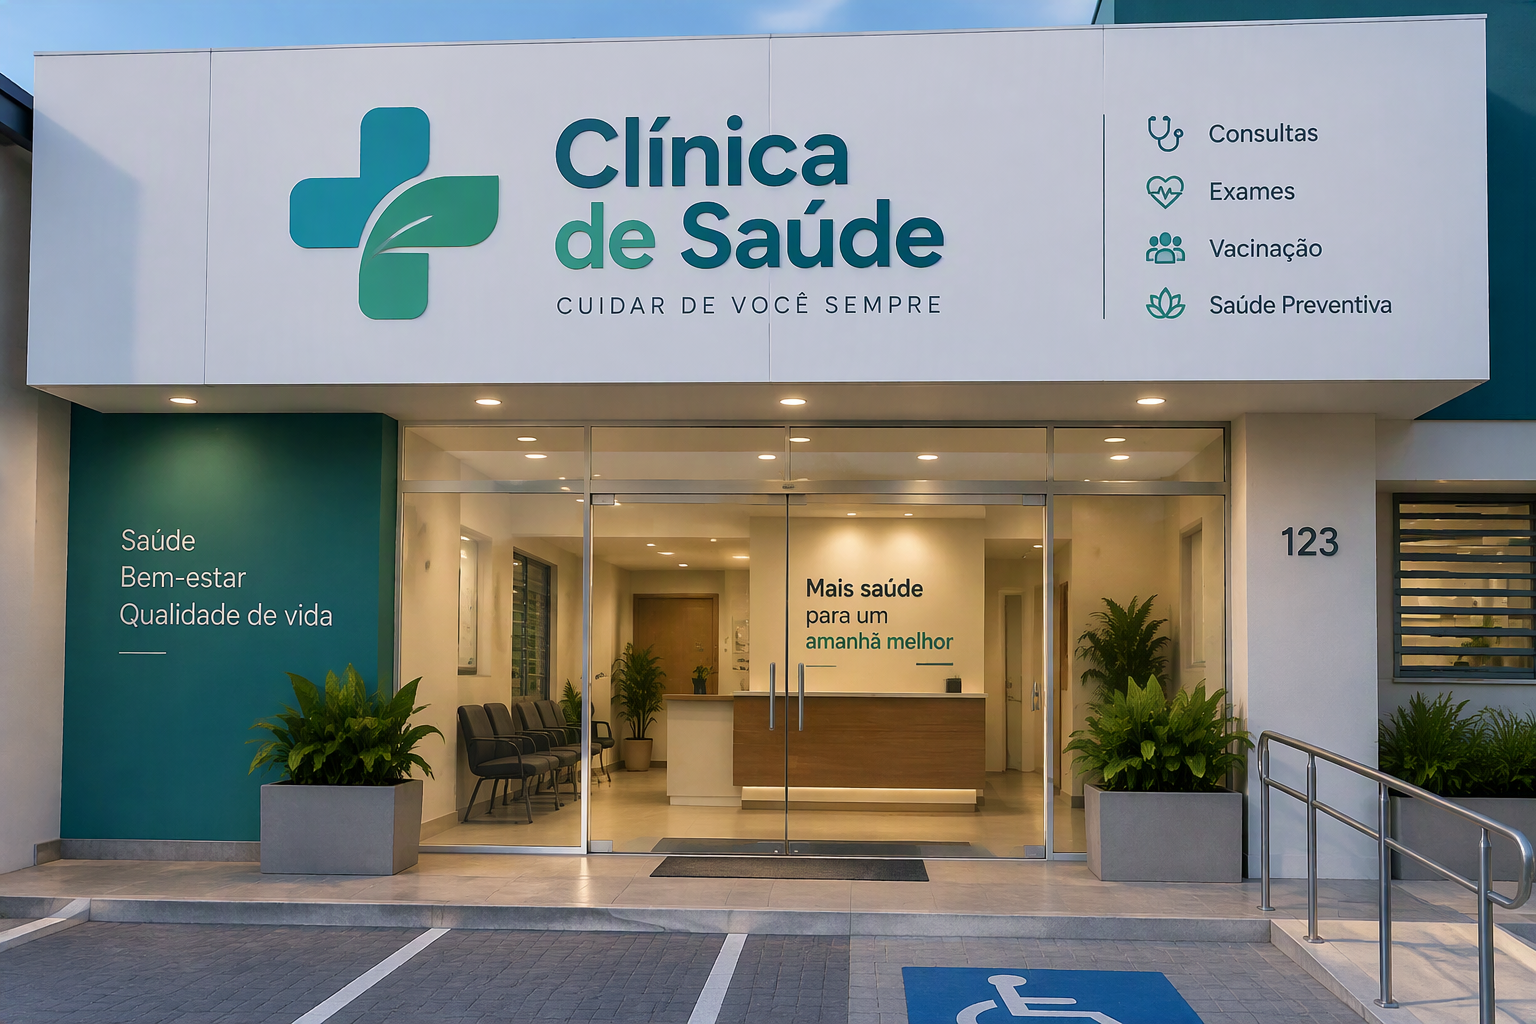 Clínica
de Saúde
CUIDAR DE VOCÊ SEMPRE
Consultas
Exames
Vacinação
Saúde Preventiva
Saúde
Bem-estar
Qualidade de vida
Mais saúde
para um
amanhã melhor
123